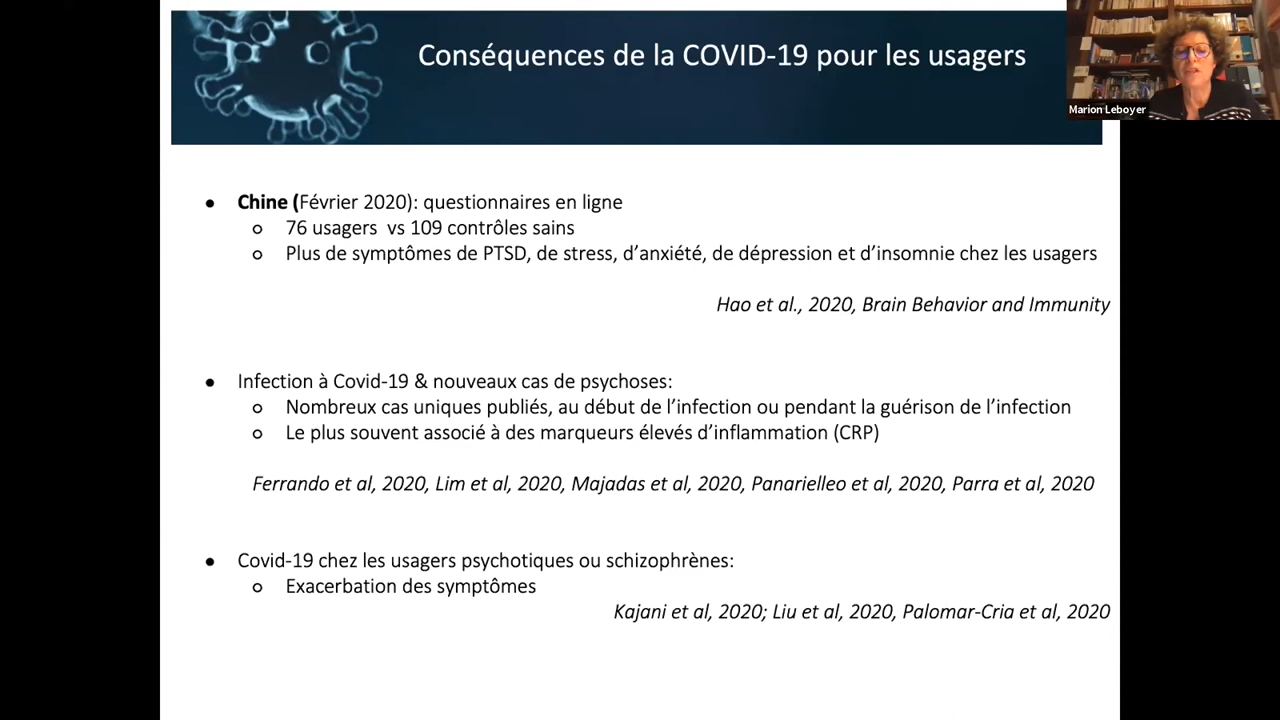 Conséquences de la COVID-19 pour les usagers
Marion Leboyer
● Chine (Février 2020): questionnaires en ligne
o 76 usagers vs 109 contrôles sains
o Plus de symptômes de PTSD, de stress, d’anxiété, de dépression et d’insomnie chez les usagers
Hao et al., 2020, Brain Behavior and Immunity
● Infection à Covid-19 & nouveaux cas de psychoses:
o Nombreux cas uniques publiés, au début de l’infection ou pendant la guérison de l’infection
o Le plus souvent associé à des marqueurs élevés d’inflammation (CRP)
Ferrando et al, 2020, Lim et al, 2020, Majadas et al, 2020, Panarielleo et al, 2020, Parra et al, 2020
● Covid-19 chez les usagers psychotiques ou schizophrènes:
o Exacerbation des symptômes
Kajani et al, 2020; Liu et al, 2020, Palomar-Cria et al, 2020